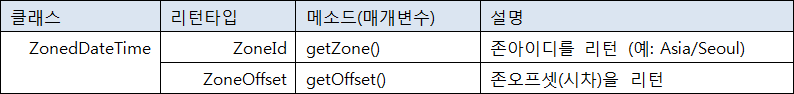 클래스 리턴타입 메소드(매개변수) 설명
ZonedDateTime ZoneId getZone() 존아이디를 리턴 (예: Asia/Seoul)
ZoneOffset getOffset() 존오프셋(시차)을 리턴